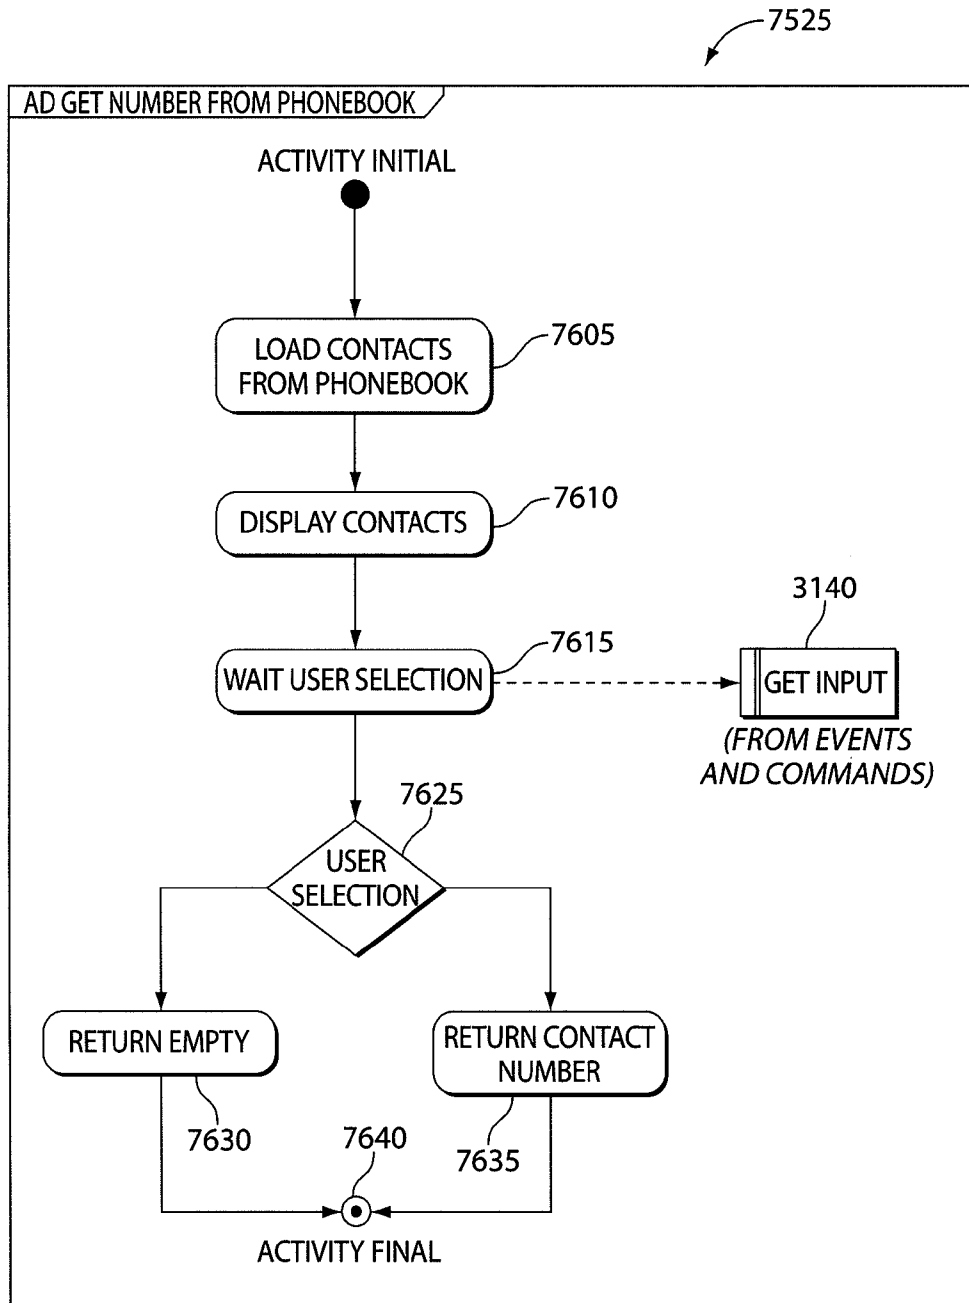 7525
AD GET NUMBER FROM PHONEBOOK
ACTIVITY INITIAL
LOAD CONTACTS
FROM PHONEBOOK
7605
DISPLAY CONTACTS
7610
WAIT USER SELECTION
7615
3140
GET INPUT
(FROM EVENTS
AND COMMANDS)
7625
USER
SELECTION
RETURN EMPTY
7630
RETURN CONTACT
NUMBER
7635
7640
ACTIVITY FINAL